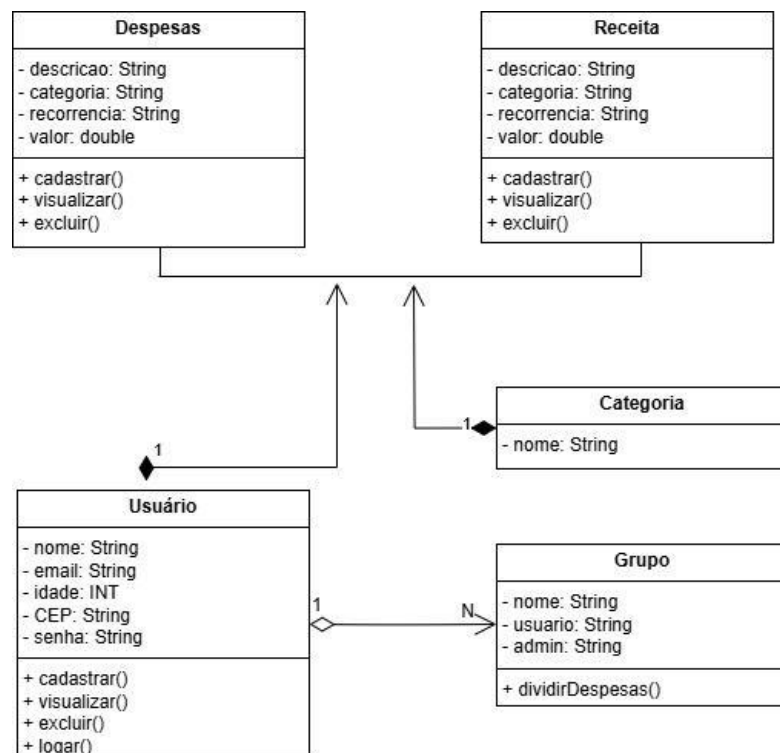 Despesas
- descricao: String
- categoria: String
- recorrencia: String
- valor: double
+ cadastrar()
+ visualizar()
+ excluir()
Receita
- descricao: String
- categoria: String
- recorrencia: String
- valor: double
+ cadastrar()
+ visualizar()
+ excluir()
Categoria
- nome: String
1
1
Usuário
- nome: String
- email: String
- idade: INT
- CEP: String
- senha: String
+ cadastrar()
+ visualizar()
+ excluir()
+ logar()
1
N
Grupo
- nome: String
- usuario: String
- admin: String
+ dividirDespesas()